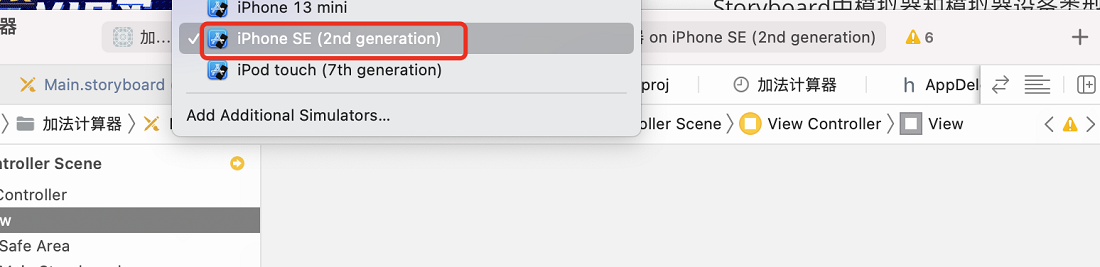 iPhone 13 mini
Storyboard中模拟器和模拟器设备类型
器
加...
iPhone SE (2nd generation)
器 on iPhone SE (2nd generation)
6
iPod touch (7th generation)
Main.storyboard
proj
加法计算器
AppDel
Add Additional Simulators...
加法计算器
oller Scene
View Controller
View
ntroller Scene
Controller
w
Safe Area